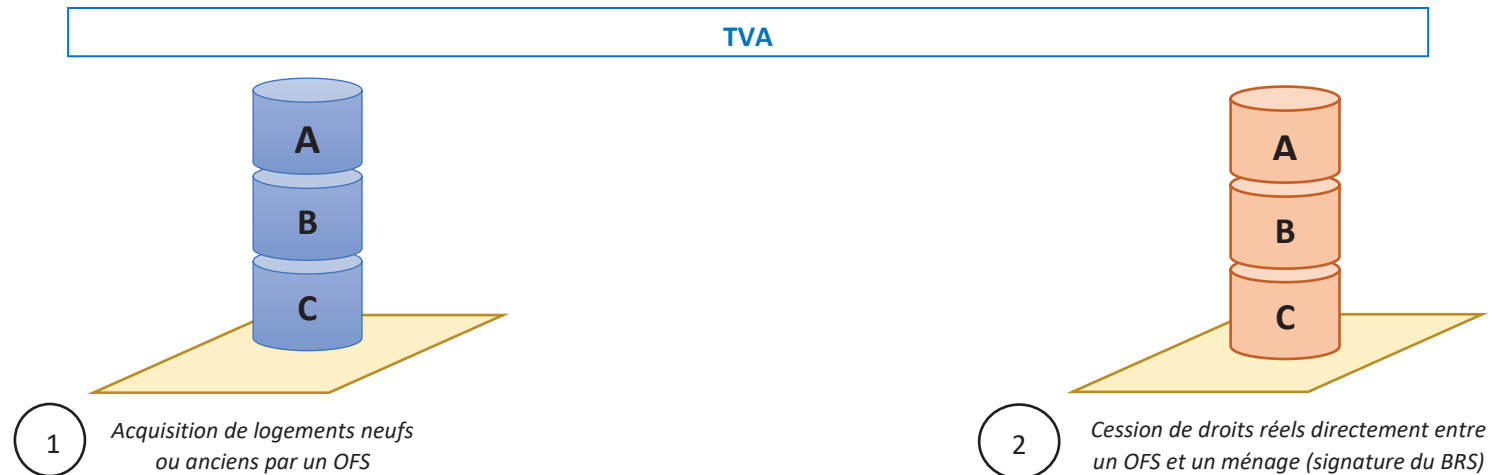 TVA
A
B
C
A
B
C
1
Acquisition de logements neufs
ou anciens par un OFS
2
Cession de droits réels directement entre
un OFS et un ménage (signature du BRS)